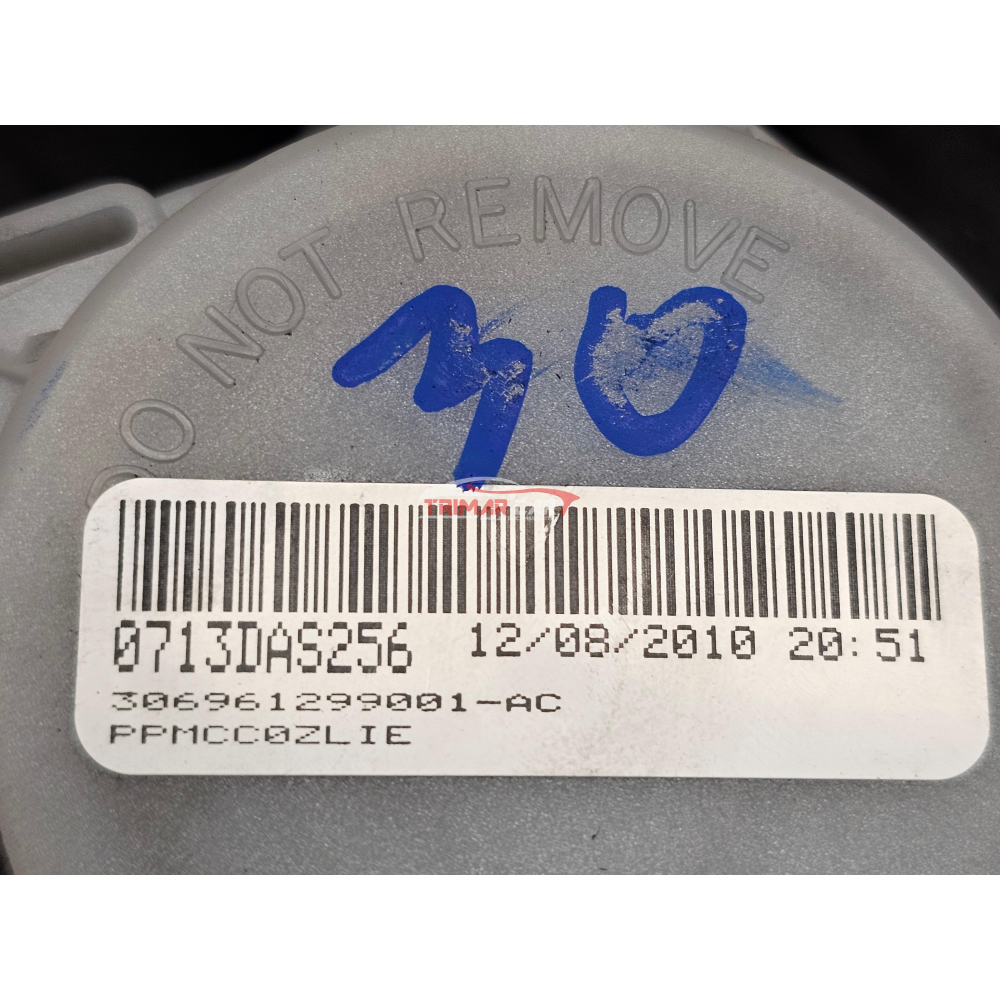 DO NOT REMOVE
30
TRIMAR
0713DAS256 12/08/2010 20:51
306961299001-AC
PPMCC0ZLIE